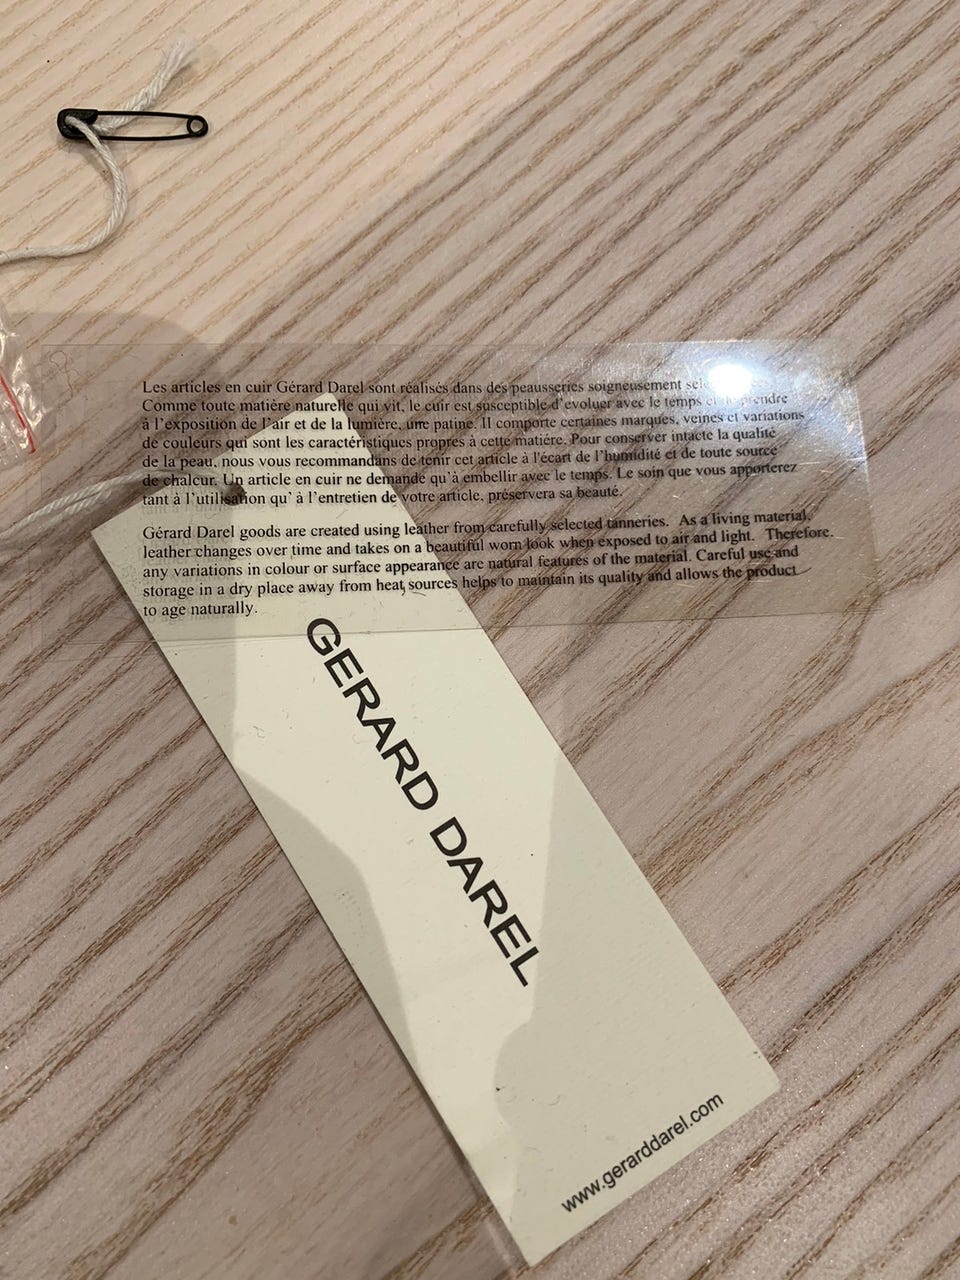 Les articles en cuir Gérard Darel sont réalisés dans des peausseries soigneusement
Comme toute matière naturelle qui vit, le cuir est susceptible d'evoluer avec le temps et de prendre
à l'exposition de l'air et de la lumière, une patine. Il comporte certaines marques, veines et variations
de couleurs qui sont les caractéristiques propres à cette matiére. Pour conserver intacte la qualité
de la peau, nous vous recommandans de tenir cet article à l'écart de l'humidité et de toute source
de chalcur. Un article en cuir ne demande qu'à embellir avec le temps. Le soin que vous apporterez
tant à l'utilisation qu' à l'entretien de votre article, préservera sa beauté.
Gérard Darel goods are created using leather from carefully selected tanneries. As a living material,
leather changes over time and takes on a beautiful worn look when exposed to air and light. Therefore.
any variations in colour or surface appearance are natural features of the material. Careful use and
storage in a dry place away from heat sources helps to maintain its quality and allows the product
to age naturally.
GERARD DAREL
www.gerarddarel.com